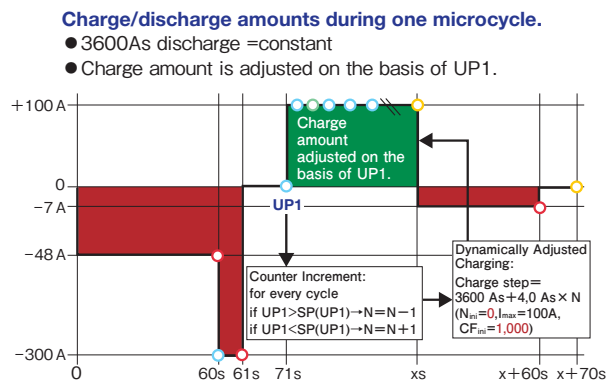 Charge/discharge amounts during one microcycle.
●3600As discharge =constant
●Charge amount is adjusted on the basis of UP1.
+100 A
Charge
amount
adjusted on the
basis of UP1.
0
UP1
−7 A
−48 A
Counter Increment:
for every cycle
if UP1>SP(UP1)→N=N−1
if UP1<SP(UP1)→N=N+1
Dynamically Adjusted
Charging:
Charge step=
3600 As+4,0 As×N
(Nini=0,Imax=100A,
CFini=1,000)
−300 A
0 60s 61s 71s xs x+60s x+70s